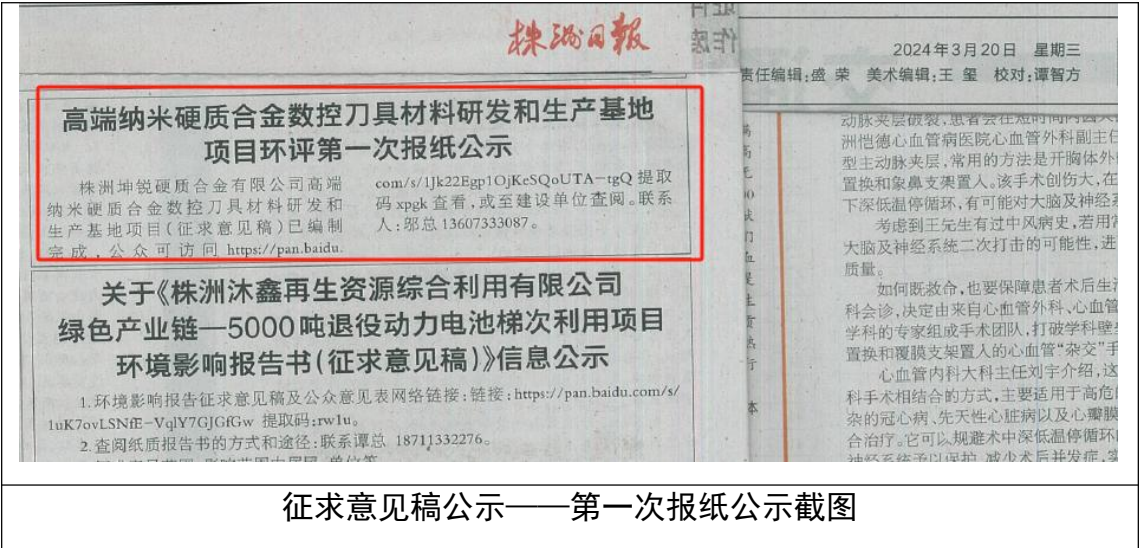 株洲日报
2024年3月20日 星期三
责任编辑:盛 荣 美术编辑:王 玺 校对:谭智方
高端纳米硬质合金数控刀具材料研发和生产基地
项目环评第一次报纸公示
株洲坤锐硬质合金有限公司高端
纳米硬质合金数控刀具材料研发和
生产基地项目(征求意见稿)已编制
完成,公众可访问 https://pan.baidu.
com/s/1Jk22Egp1OjKeSQoUTA-tgQ 提取
码 xpgk 查看,或至建设单位查阅。联系
人:邬总 13607333087。
关于《株洲沐鑫再生资源综合利用有限公司
绿色产业链—5000吨退役动力电池梯次利用项目
环境影响报告书(征求意见稿)》信息公示
1.环境影响报告征求意见稿及公众意见表网络链接:链接:https://pan.baidu.com/s/
1uK7ovLSNfE-VqlY7GJGfGw 提取码:rw1u。
2.查阅纸质报告书的方式和途径:联系谭总 18711332276。
动脉夹层破裂,患者会在短时间内因大
洲恺德心血管病医院心血管外科副主任
型主动脉夹层,常用的方法是开胸体外
置换和象鼻支架置入。该手术创伤大,在
下深低温停循环,有可能对大脑及神经系
考虑到王先生有过中风病史,若用常
大脑及神经系统二次打击的可能性,进
质量。
如何既救命,也要保障患者术后生活
科会诊,决定由来自心血管外科、心血管
学科的专家组成手术团队,打破学科壁垒
置换和覆膜支架置入的心血管“杂交”手
心血管内科大科主任刘宇介绍,这
科手术相结合的方式,主要适用于高危
杂的冠心病、先天性心脏病以及心瓣膜
合治疗。它可以规避术中深低温停循环
神经系统予以保护,减少术后并发症,实
征求意见稿公示——第一次报纸公示截图